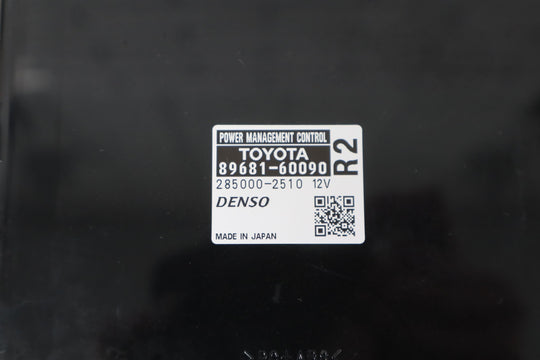 POWER MANAGEMENT CONTROL
TOYOTA
89681-60090
R2
285000-2510 12V
DENSO
MADE IN JAPAN